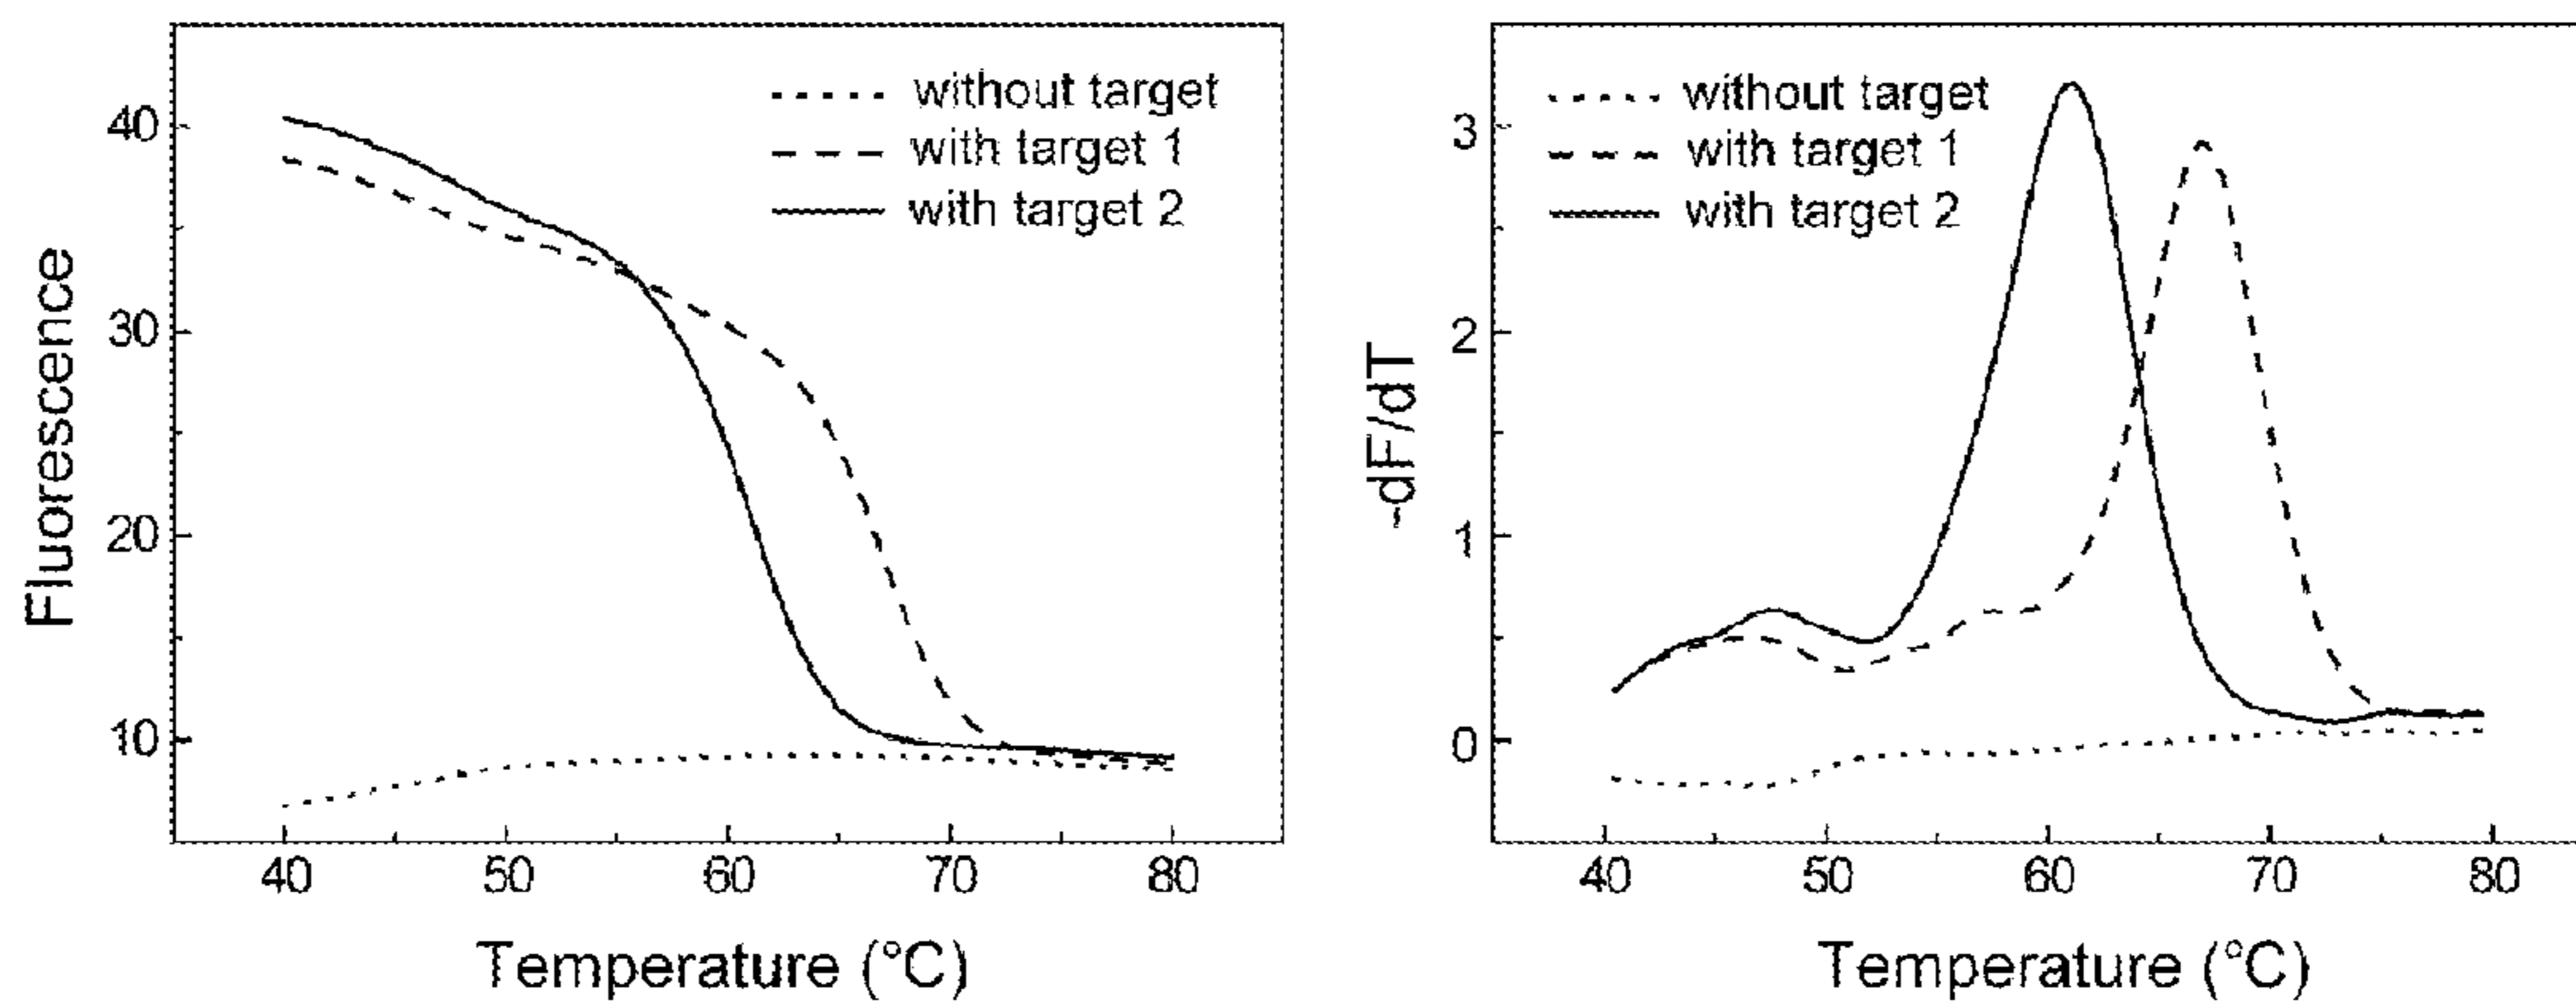 Fluorescence
40
30
20
10
without target
with target 1
with target 2
40 50 60 70 80
Temperature (°C)
-dF/dT
3
2
1
0
without target
with target 1
with target 2
40 50 60 70 80
Temperature (°C)